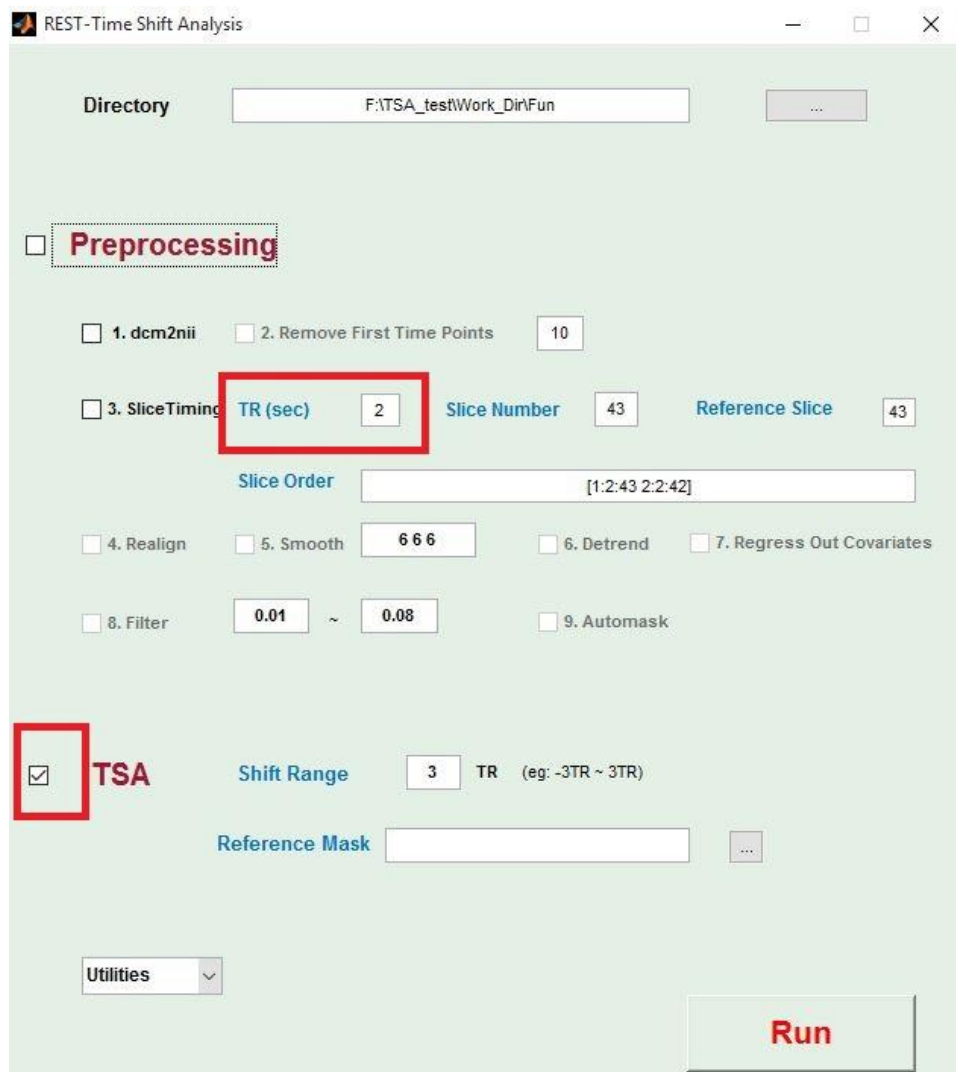 REST-Time Shift Analysis
Directory F:\TSA_test\Work_Dir\Fun ...
Preprocessing
1. dcm2nii 2. Remove First Time Points 10
3. SliceTiming TR (sec) 2 Slice Number 43 Reference Slice 43
Slice Order [1:2:43 2:2:42]
4. Realign 5. Smooth 6 6 6 6. Detrend 7. Regress Out Covariates
8. Filter 0.01 ~ 0.08 9. Automask
TSA Shift Range 3 TR (eg: -3TR ~ 3TR)
Reference Mask ...
Utilities
Run